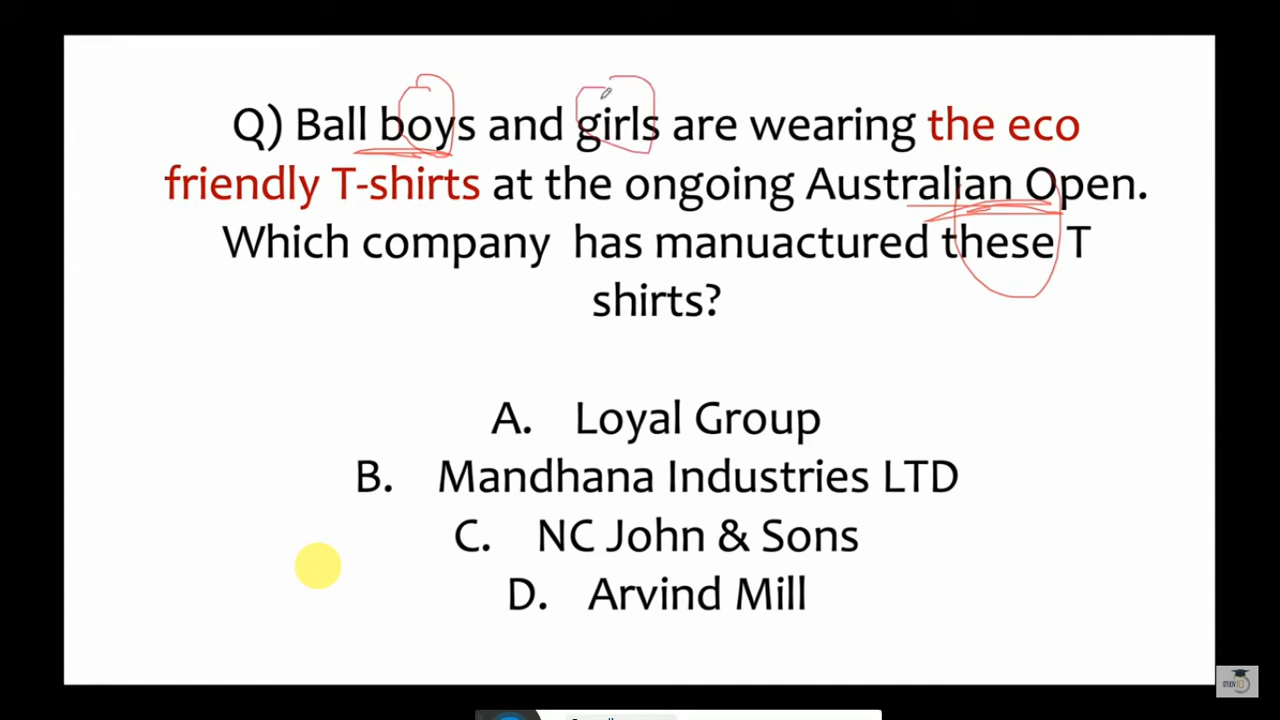 Q) Ball boys and girls are wearing the eco
friendly T-shirts at the ongoing Australian Open.
Which company has manuactured these T
shirts?
A. Loyal Group
B. Mandhana Industries LTD
C. NC John & Sons
D. Arvind Mill
STUDY